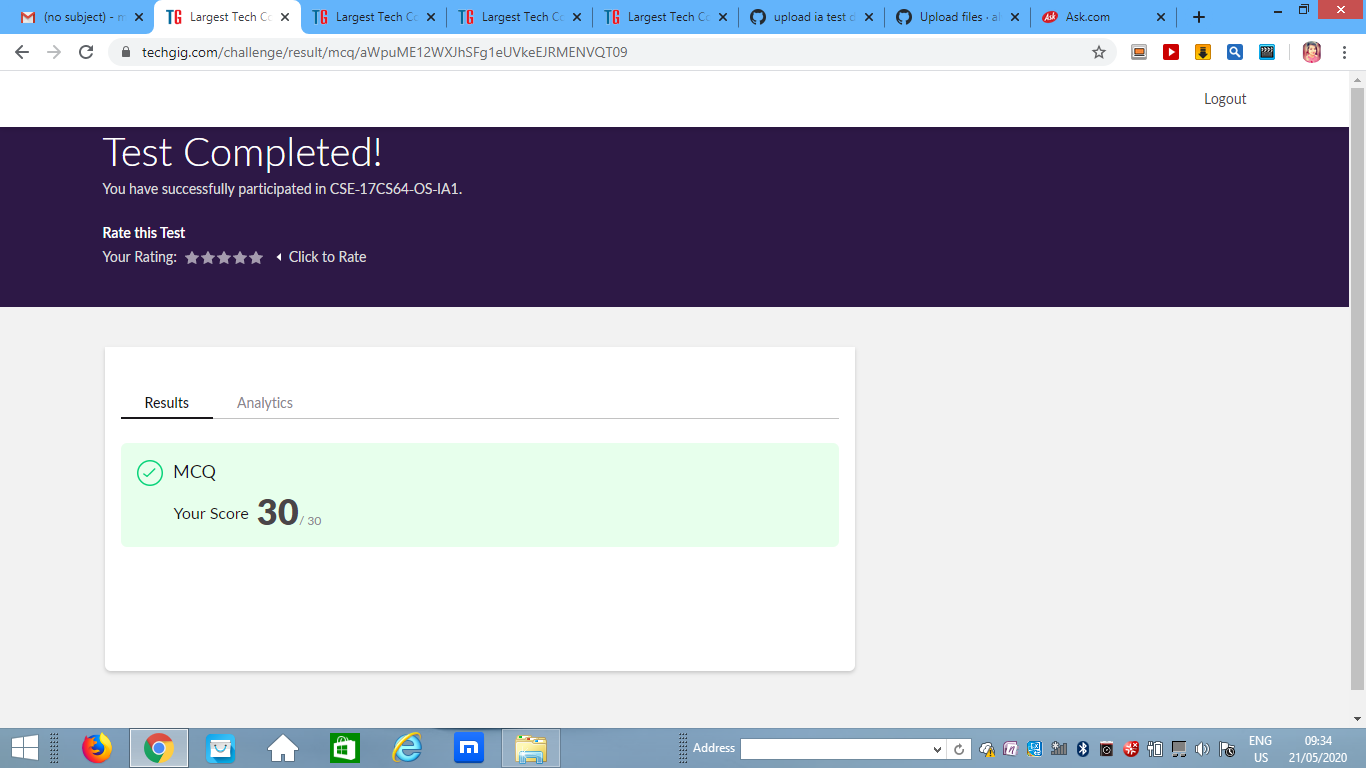 (no subject) - m
Largest Tech Co
Largest Tech Co
Largest Tech Co
Largest Tech Co
upload ia test d
Upload files · al
Ask.com
techgig.com/challenge/result/mcq/aWpuME12WXJhSFg1eUVkeEJRMENVQT09
Logout
Test Completed!
You have successfully participated in CSE-17CS64-OS-IA1.
Rate this Test
Your Rating: Click to Rate
Results Analytics
MCQ
Your Score 30 / 30
Address
ENG
US
09:34
21/05/2020